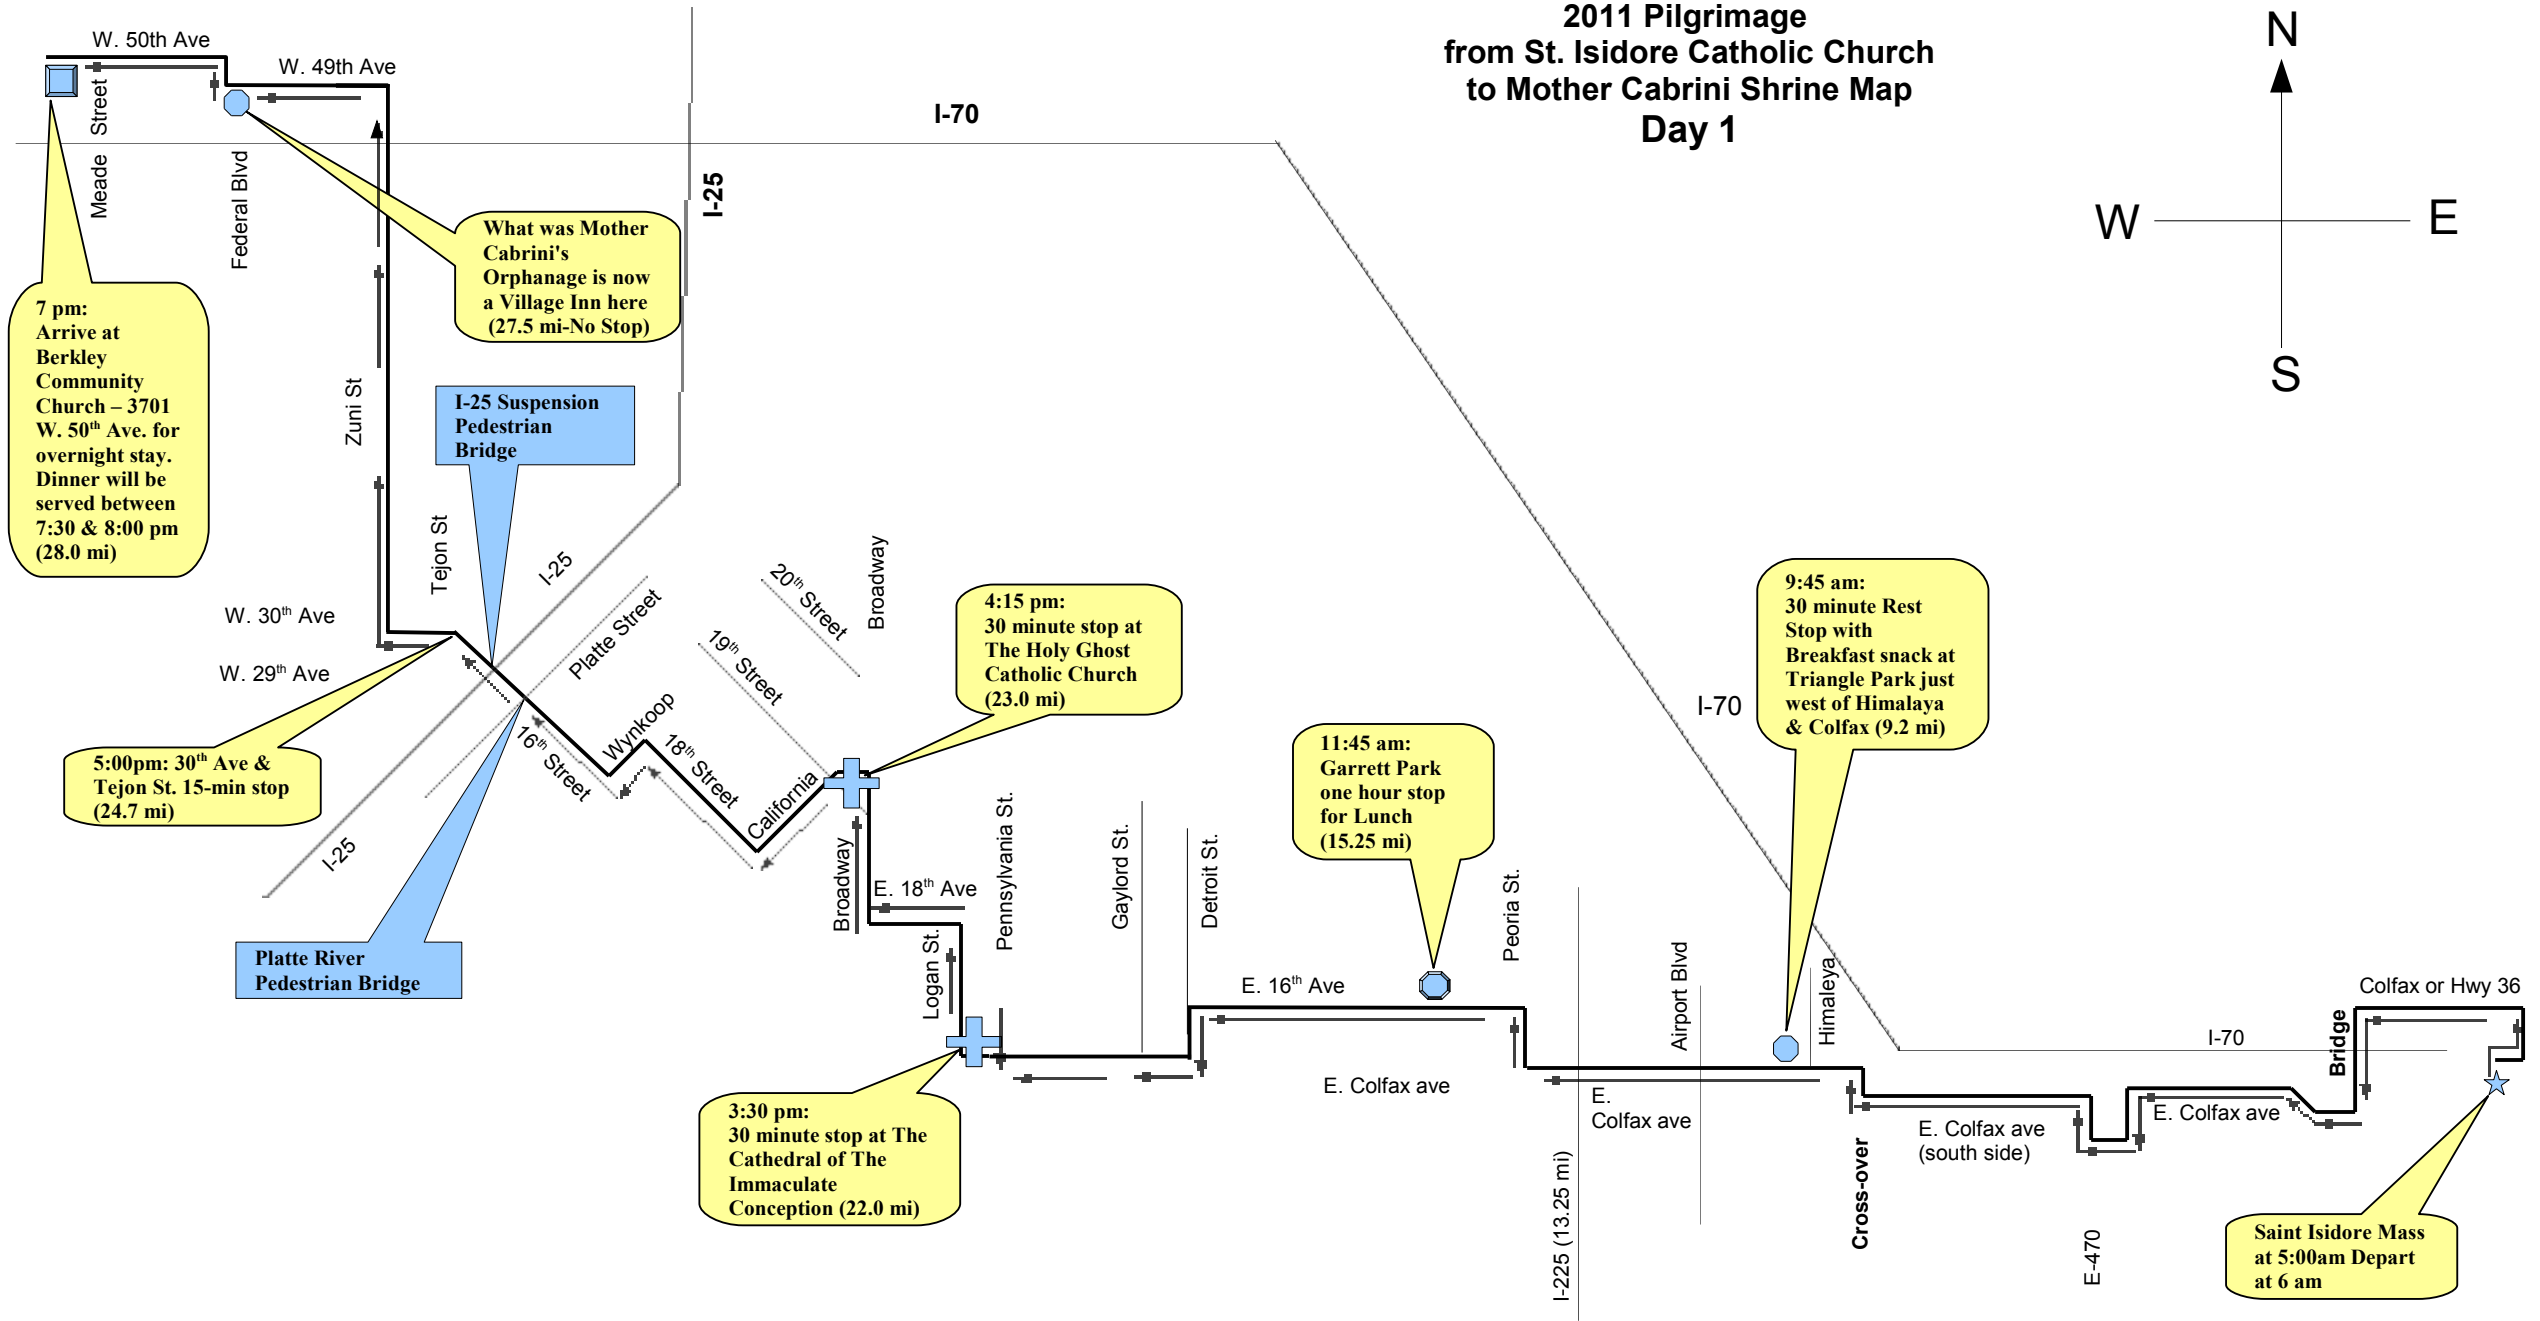 2011 Pilgrimage
from St. Isidore Catholic Church
to Mother Cabrini Shrine Map
Day 1
N
W
E
S
W. 50th Ave
W. 49th Ave
Meade Street
Federal Blvd
I-70
I-25
What was Mother
Cabrini's
Orphanage is now
a Village Inn here
(27.5 mi-No Stop)
7 pm:
Arrive at
Berkley
Community
Church – 3701
W. 50th Ave. for
overnight stay.
Dinner will be
served between
7:30 & 8:00 pm
(28.0 mi)
Zuni St
I-25 Suspension
Pedestrian
Bridge
Tejon St
I-25
Platte Street
20th Street
Broadway
19th Street
W. 30th Ave
W. 29th Ave
4:15 pm:
30 minute stop at
The Holy Ghost
Catholic Church
(23.0 mi)
9:45 am:
30 minute Rest
Stop with
Breakfast snack at
Triangle Park just
west of Himalaya
& Colfax (9.2 mi)
I-70
Wynkoop
16th Street
18th Street
California
5:00pm: 30th Ave &
Tejon St. 15-min stop
(24.7 mi)
I-25
11:45 am:
Garrett Park
one hour stop
for Lunch
(15.25 mi)
Broadway
E. 18th Ave
Pennsylvania St.
Gaylord St.
Detroit St.
Peoria St.
Platte River
Pedestrian Bridge
Logan St.
E. 16th Ave
Airport Blvd
Himaleya
Colfax or Hwy 36
I-70
Bridge
E. Colfax ave
E.
Colfax ave
E. Colfax ave
(south side)
E. Colfax ave
3:30 pm:
30 minute stop at The
Cathedral of The
Immaculate
Conception (22.0 mi)
I-225 (13.25 mi)
Cross-over
E-470
Saint Isidore Mass
at 5:00am Depart
at 6 am